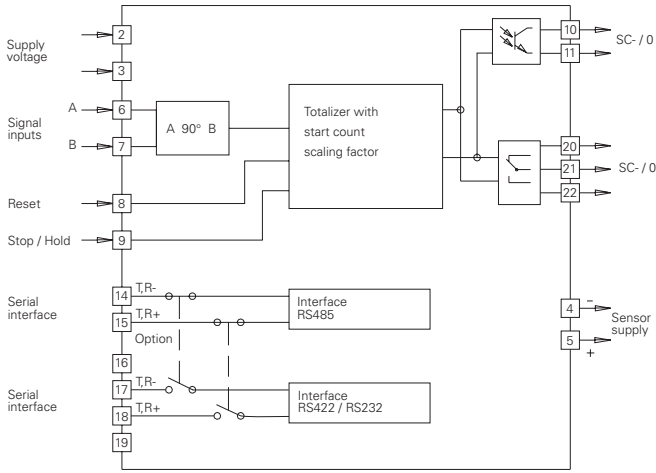 Supply
voltage
2
3
Signal
inputs
A
6
B
7
A 90° B
Totalizer with
start count
scaling factor
Reset
8
Stop / Hold
9
10
11
SC- / 0
20
21
22
SC- / 0
Serial
interface
14
T,R-
15
T,R+
Option
Interface
RS485
16
Serial
interface
17
T,R-
18
T,R+
19
Interface
RS422 / RS232
4
–
5
+
Sensor
supply